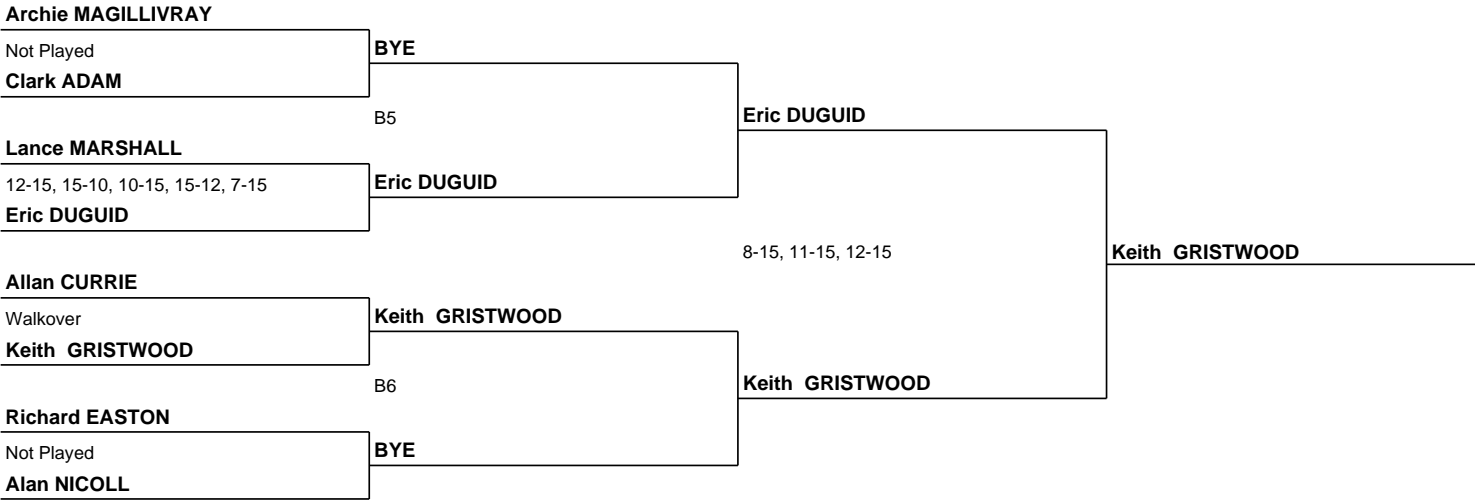 Archie MAGILLIVRAY
Not Played
BYE
Clark ADAM
B5
Eric DUGUID
Lance MARSHALL
12-15, 15-10, 10-15, 15-12, 7-15
Eric DUGUID
Eric DUGUID
8-15, 11-15, 12-15
Keith GRISTWOOD
Allan CURRIE
Walkover
Keith GRISTWOOD
Keith GRISTWOOD
B6
Keith GRISTWOOD
Richard EASTON
Not Played
BYE
Alan NICOLL